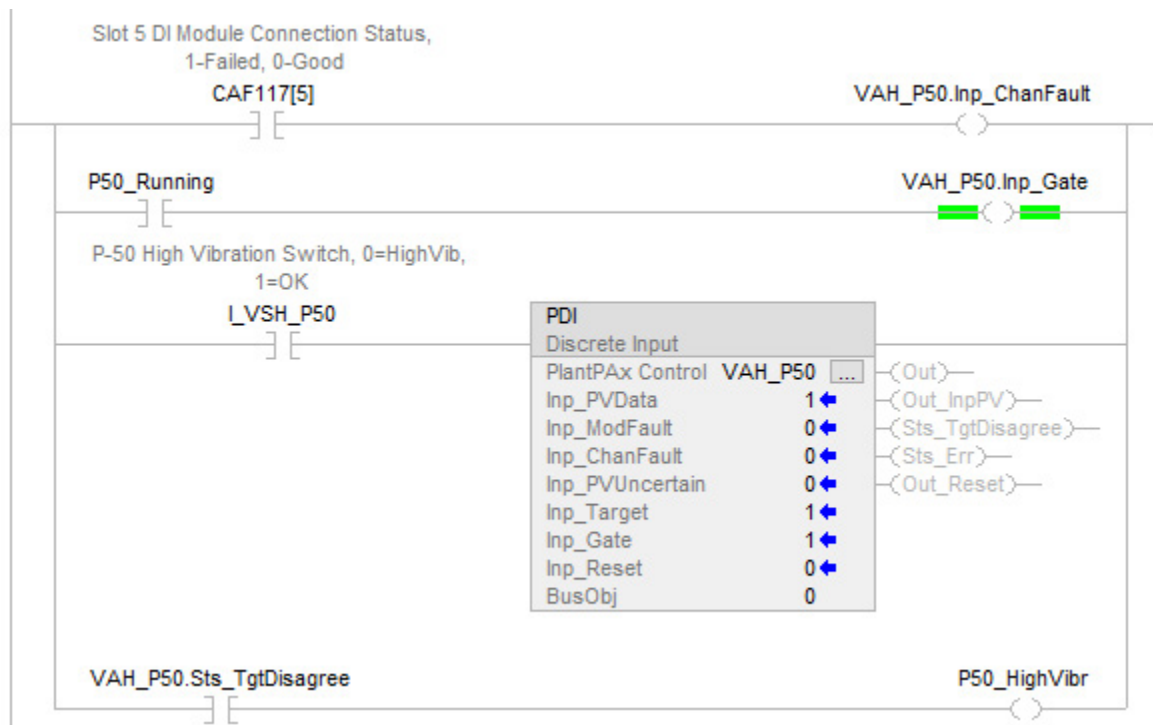 Slot 5 DI Module Connection Status,
1-Failed, 0-Good
CAF117[5]
VAH_P50.Inp_ChanFault
P50_Running
VAH_P50.Inp_Gate
P-50 High Vibration Switch, 0=HighVib,
1=OK
I_VSH_P50
PDI
Discrete Input
PlantPAx Control VAH_P50 ...
Inp_PVData 1
Inp_ModFault 0
Inp_ChanFault 0
Inp_PVUncertain 0
Inp_Target 1
Inp_Gate 1
Inp_Reset 0
BusObj 0
Out
Out_InpPV
Sts_TgtDisagree
Sts_Err
Out_Reset
VAH_P50.Sts_TgtDisagree
P50_HighVibr